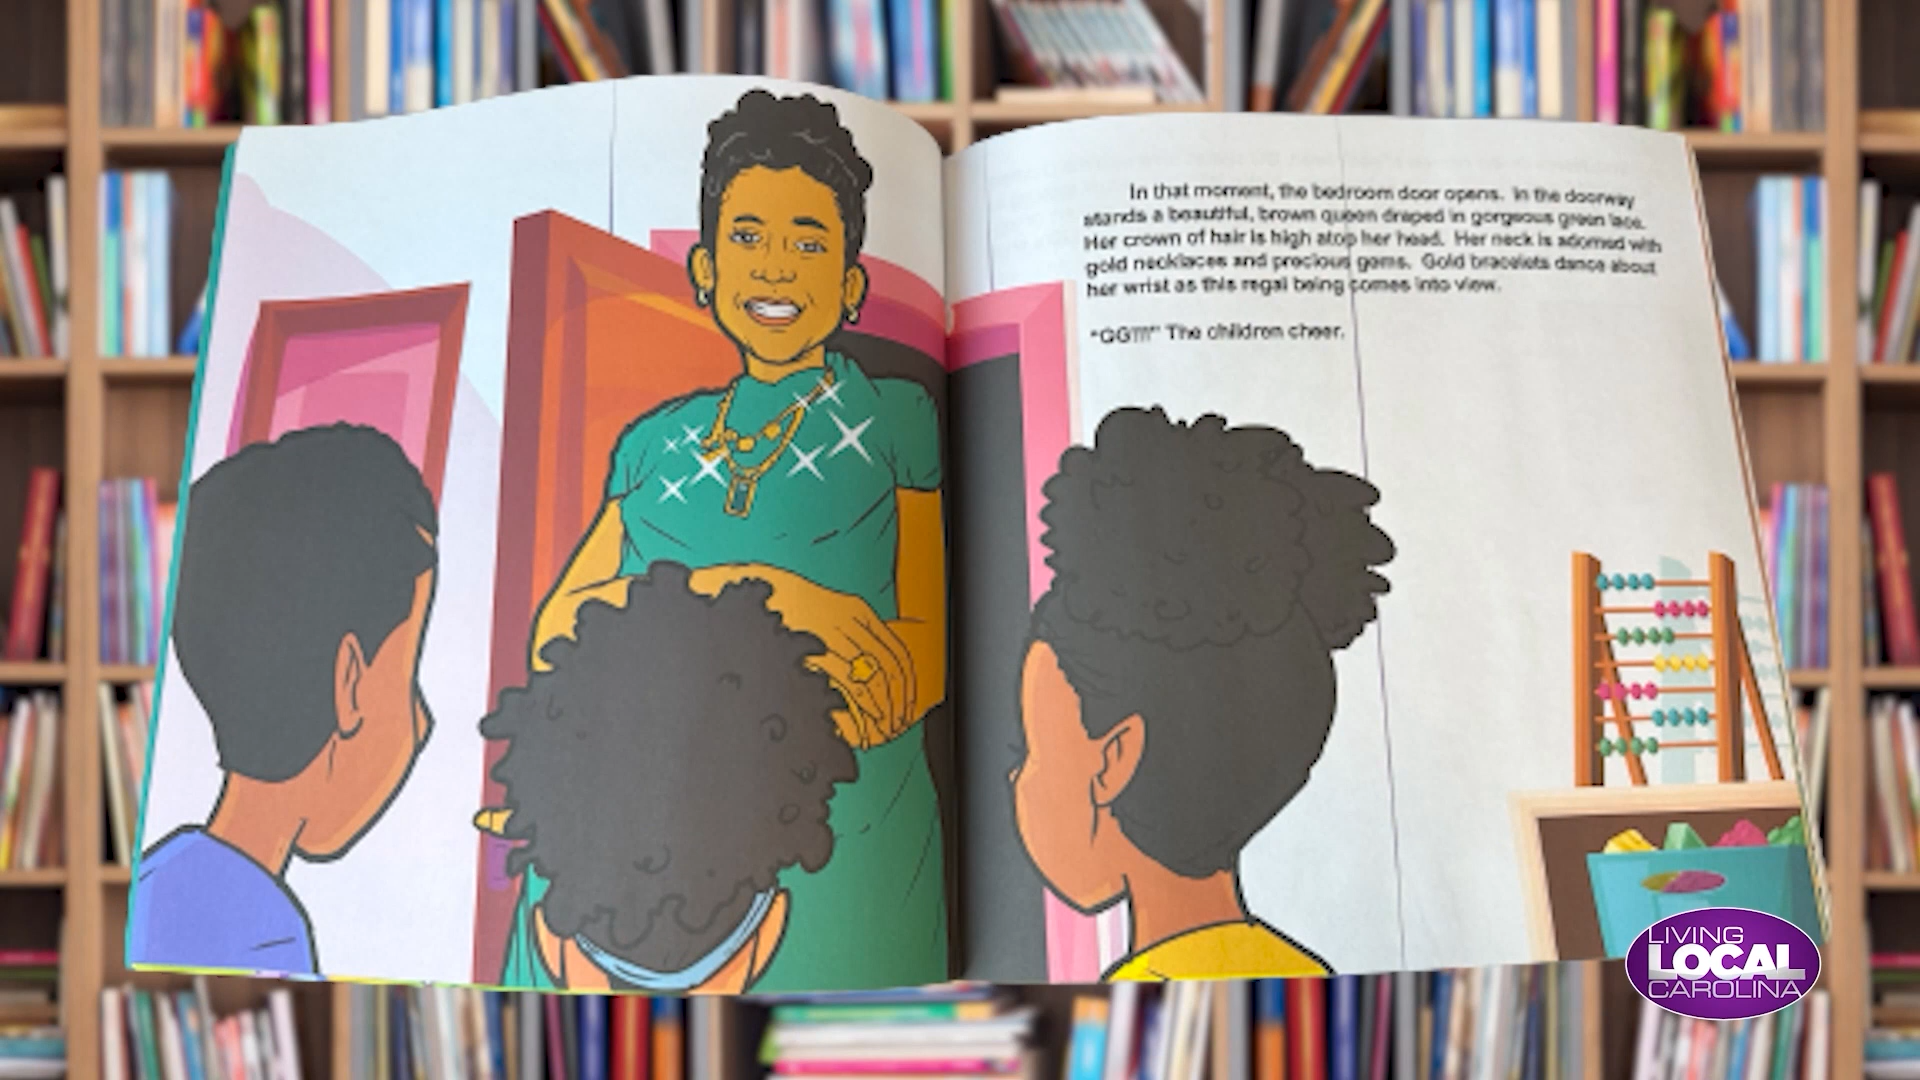 In that moment, the bedroom door opens. In the doorway
stands a beautiful, brown queen draped in gorgeous green lace.
Her crown of hair is high atop her head. Her neck is adorned with
gold necklaces and precious gems. Gold bracelets dance about
her wrist as this regal being comes into view.
"GG!!!" The children cheer.
LIVING
LOCAL
CAROLINA